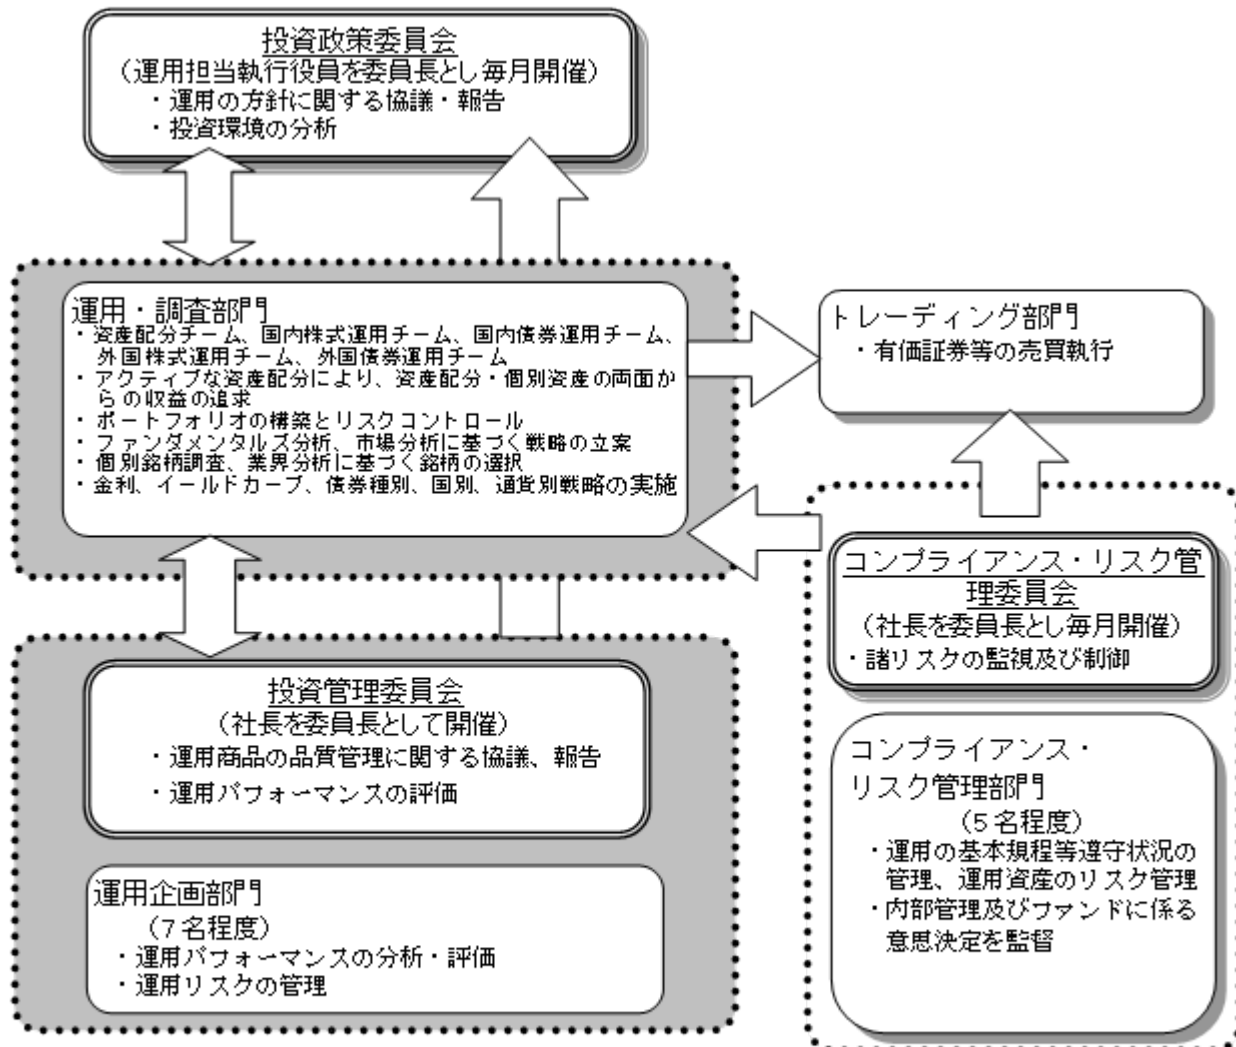 投資政策委員会
（運用担当執行役員を委員長とし毎月開催）
・運用の方針に関する協議・報告
・投資環境の分析
運用・調査部門
・資産配分チーム、国内株式運用チーム、国内債券運用チーム、
外国株式運用チーム、外国債券運用チーム
・アクティブな資産配分により、資産配分・個別資産の両面か
らの収益の追求
・ポートフォリオの構築とリスクコントロール
・ファンダメンタルズ分析、市場分析に基づく戦略の立案
・個別銘柄調査、業界分析に基づく銘柄の選択
・金利、イールドカーブ、債券種別、国別、通貨別戦略の実施
トレーディング部門
・有価証券等の売買執行
コンプライアンス・リスク管
理委員会
（社長を委員長とし毎月開催）
・諸リスクの監視及び制御
投資管理委員会
（社長を委員長として開催）
・運用商品の品質管理に関する協議、報告
・運用パフォーマンスの評価
コンプライアンス・
リスク管理部門
（５名程度）
・運用の基本規程等遵守状況の
管理、運用資産のリスク管理
・内部管理及びファンドに係る
意思決定を監督
運用企画部門
（７名程度）
・運用パフォーマンスの分析・評価
・運用リスクの管理